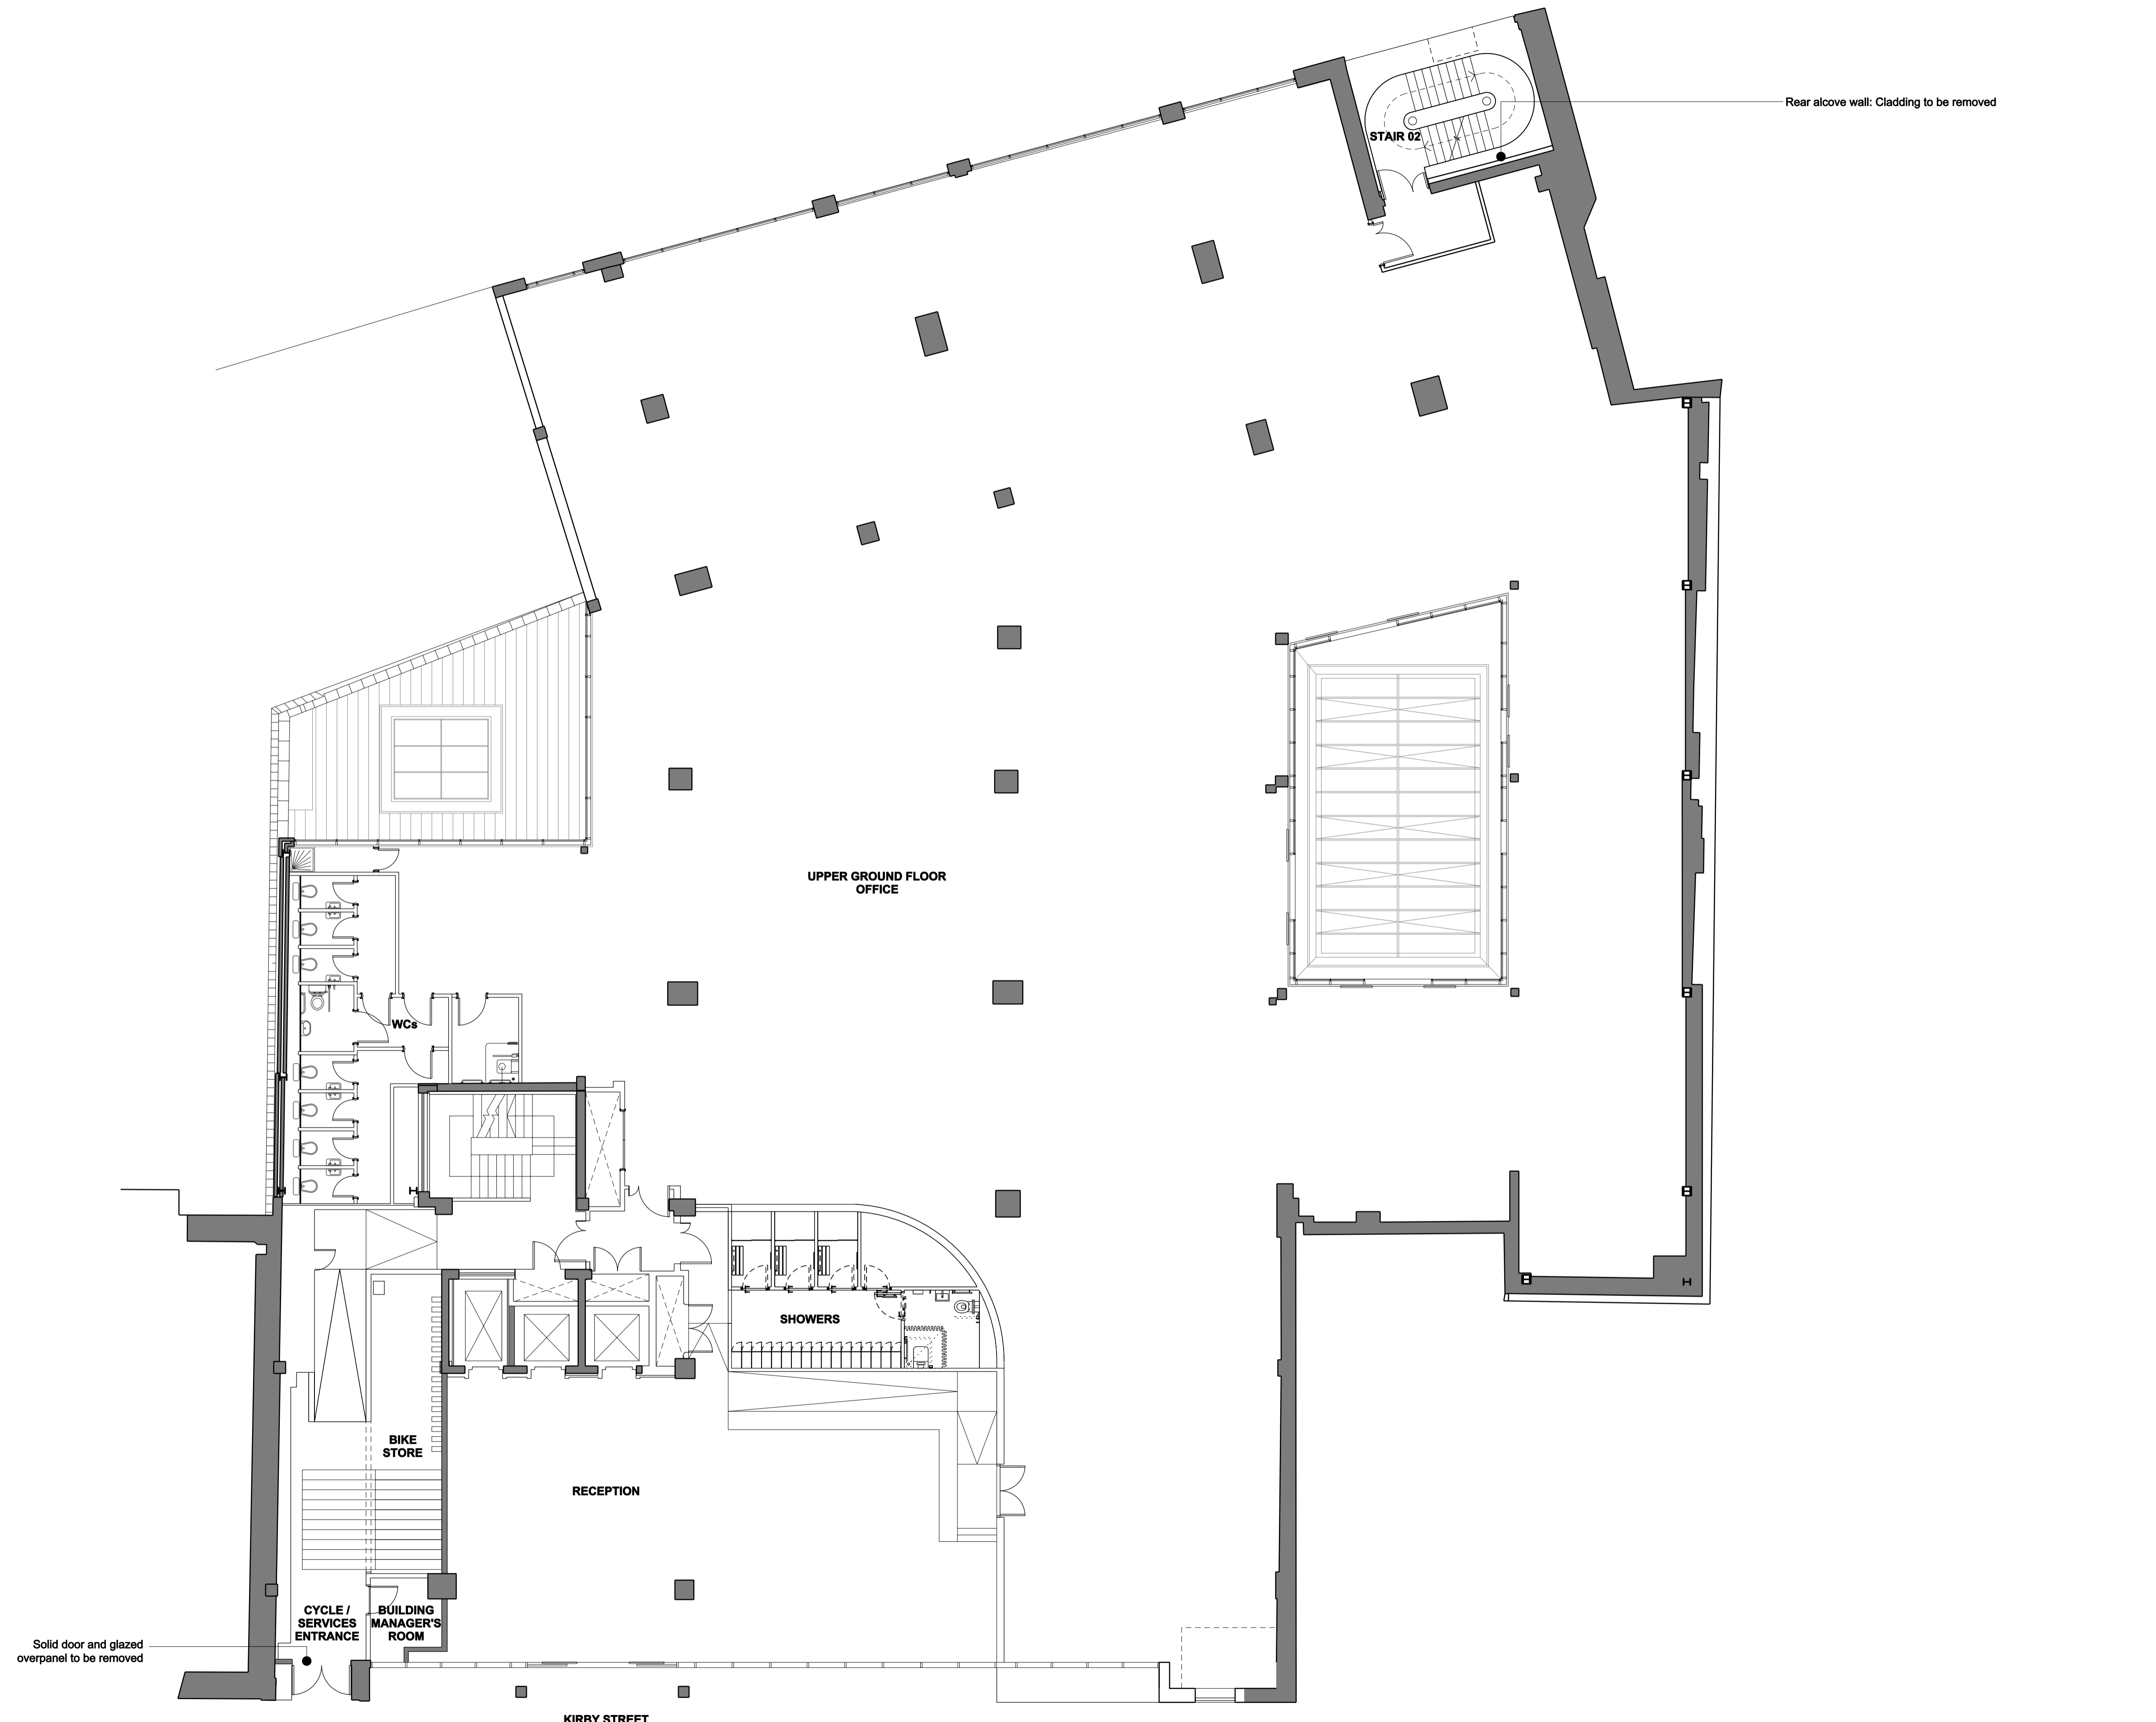 Rear alcove wall: Cladding to be removed
STAIR 02
UPPER GROUND FLOOR
OFFICE
WCs
SHOWERS
BIKE
STORE
RECEPTION
CYCLE /
SERVICES
ENTRANCE
BUILDING
MANAGER'S
ROOM
Solid door and glazed
overpanel to be removed
KIRBY STREET